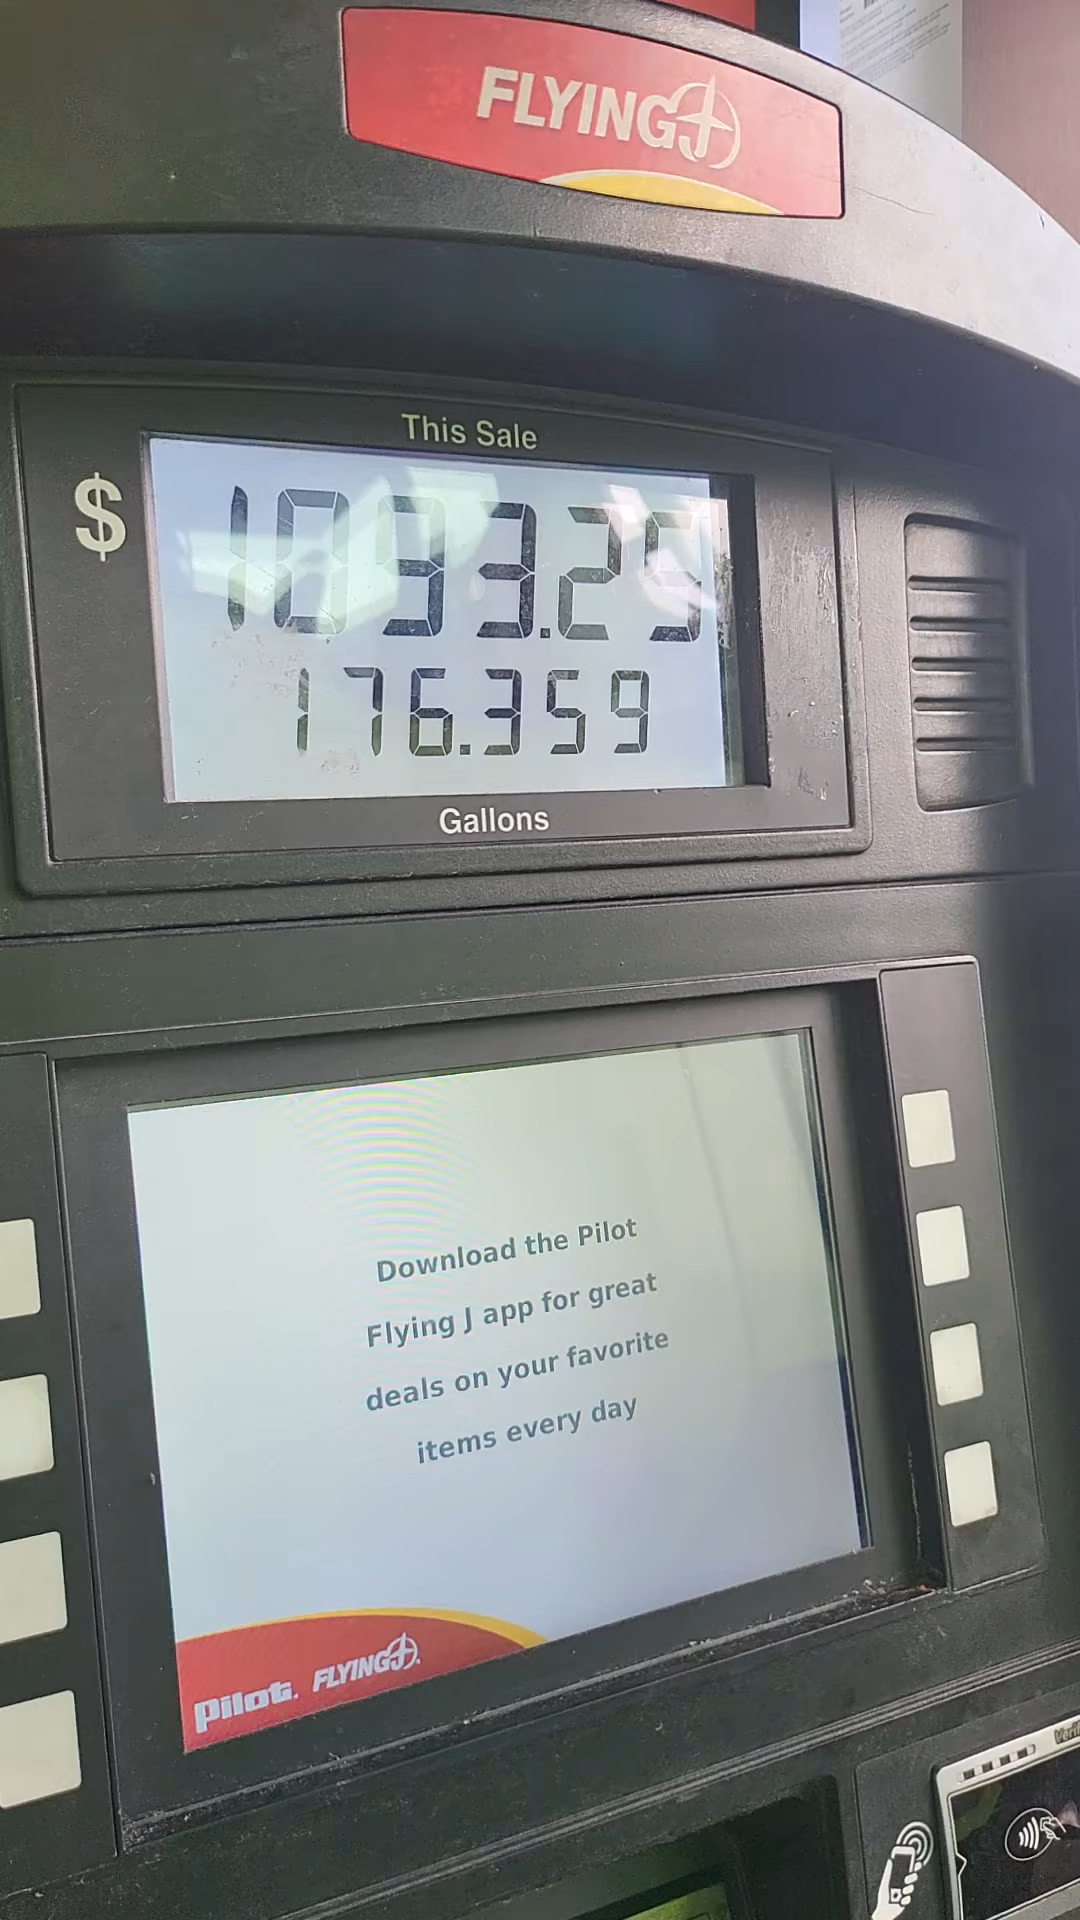 FLYING J
This Sale
$ 1093.25
176.359
Gallons
Download the Pilot
Flying J app for great
deals on your favorite
items every day
Pilot. FLYING J.